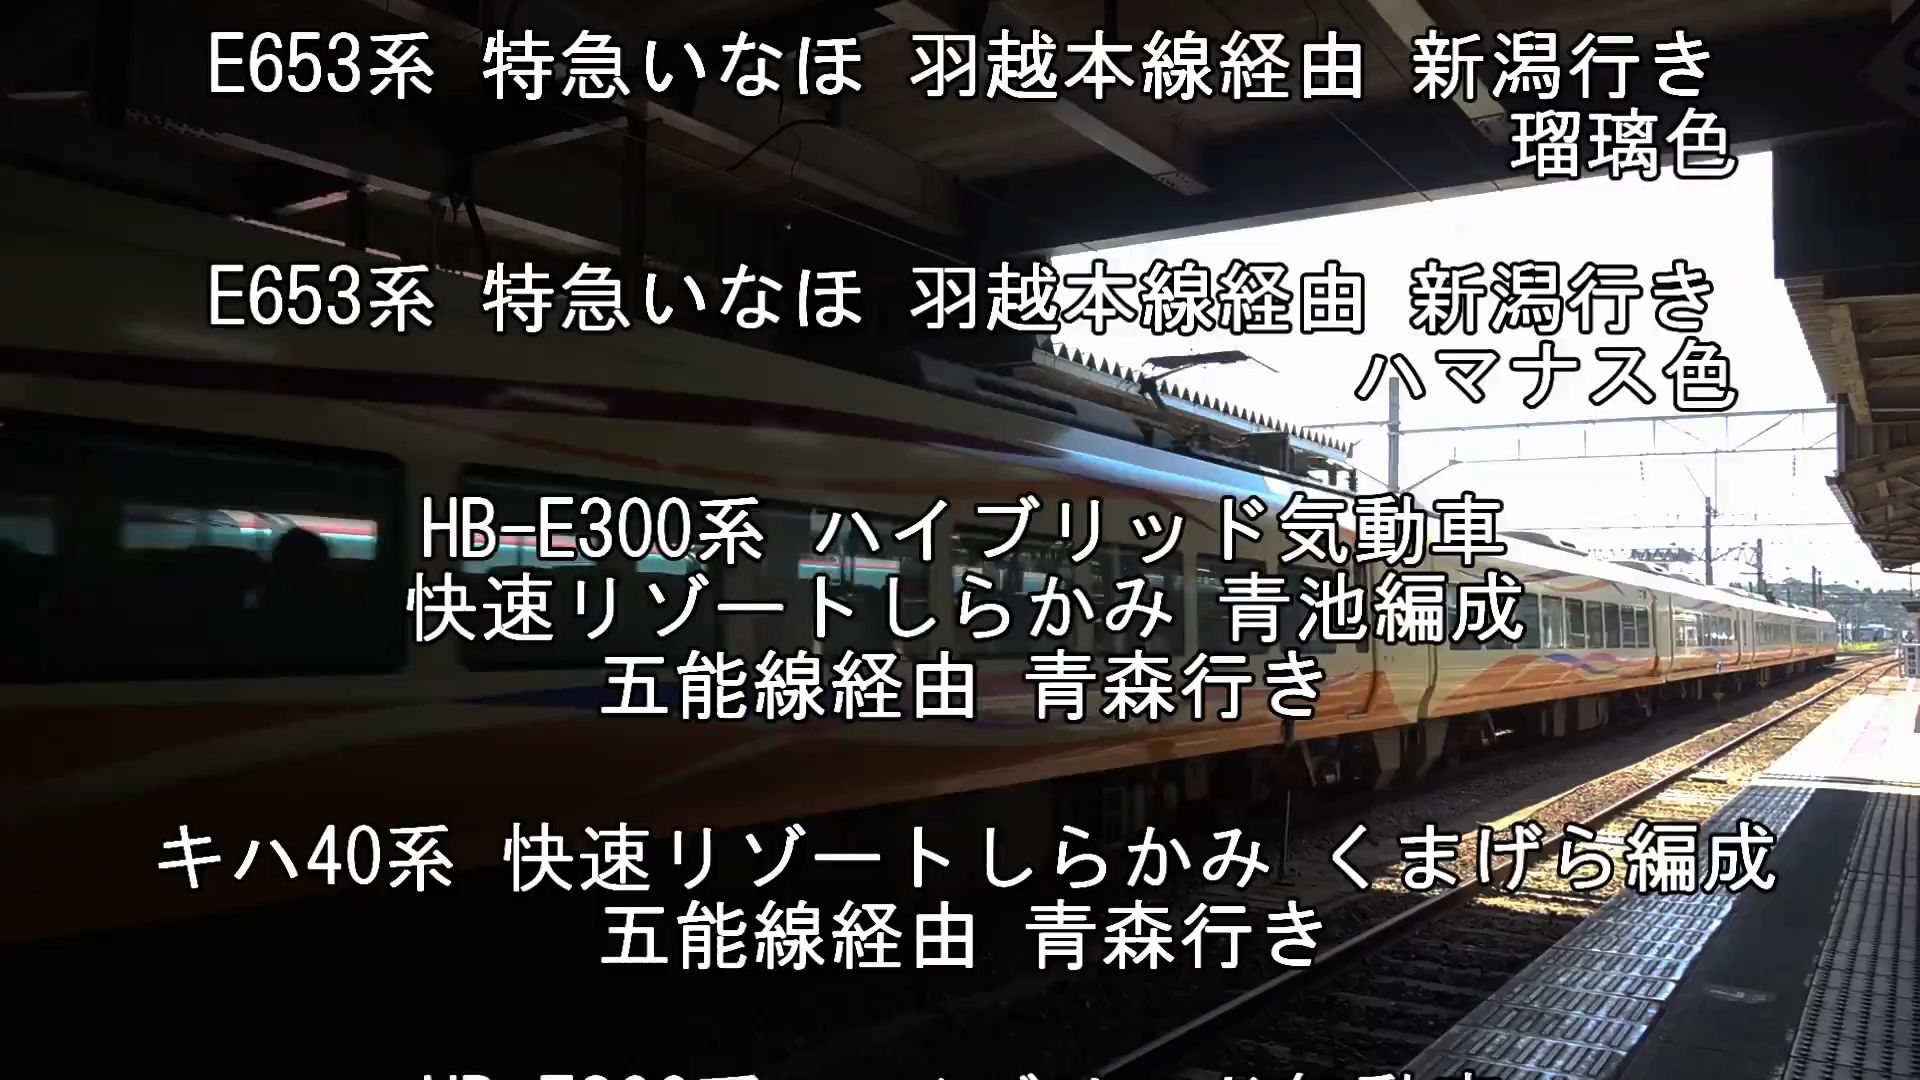 E653系 特急いなほ 羽越本線経由 新潟行き
瑠璃色
E653系 特急いなほ 羽越本線経由 新潟行き
ハマナス色
HB-E300系 ハイブリッド気動車
快速リゾートしらかみ 青池編成
五能線経由 青森行き
キハ40系 快速リゾートしらかみ くまげら編成
五能線経由 青森行き